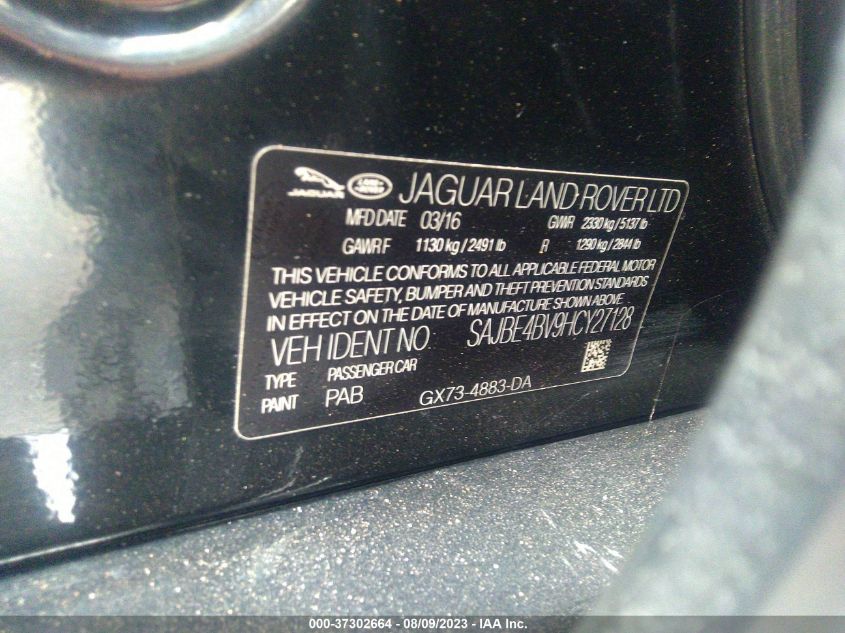 JAGUAR LAND-ROVER JAGUAR LAND ROVER LTD
MFD DATE 03/16 GWR 2330 kg / 5137 lb
GAWR F 1130 kg / 2491 lb R 1290 kg / 2844 lb
THIS VEHICLE CONFORMS TO ALL APPLICABLE FEDERAL MOTOR
VEHICLE SAFETY, BUMPER AND THEFT PREVENTION STANDARDS
IN EFFECT ON THE DATE OF MANUFACTURE SHOWN ABOVE
VEH IDENT NO: SAJBE4BV9HCY27128
TYPE PASSENGER CAR
PAINT PAB GX73-4883-DA
000-37302664 - 08/09/2023 - IAA Inc.